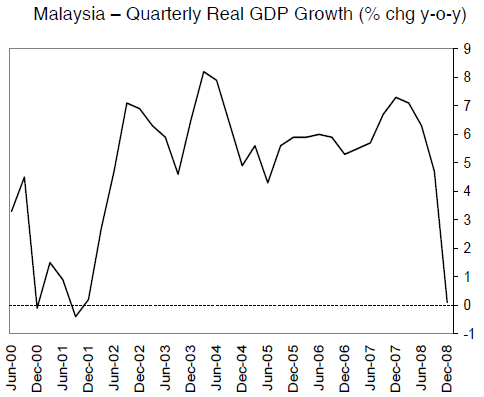 Malaysia – Quarterly Real GDP Growth (% chg y-o-y)
9
8
7
6
5
4
3
2
1
0
-1
Jun-00
Dec-00
Jun-01
Dec-01
Jun-02
Dec-02
Jun-03
Dec-03
Jun-04
Dec-04
Jun-05
Dec-05
Jun-06
Dec-06
Jun-07
Dec-07
Jun-08
Dec-08